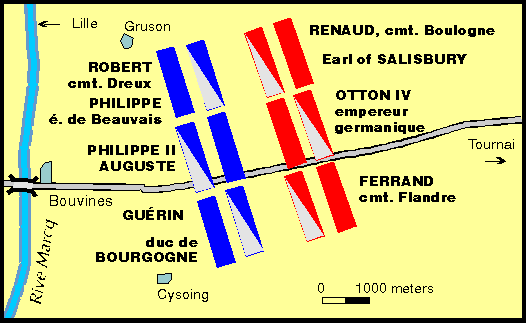 Lille
Gruson
RENAUD, cmt. Boulogne
Earl of SALISBURY
ROBERT
cmt. Dreux
PHILIPPE
é. de Beauvais
OTTON IV
empereur
germanique
PHILIPPE II
AUGUSTE
Tournai
FERRAND
cmt. Flandre
Bouvines
GUÉRIN
duc de
BOURGOGNE
Rive Marcq
Cysoing
0 1000 meters